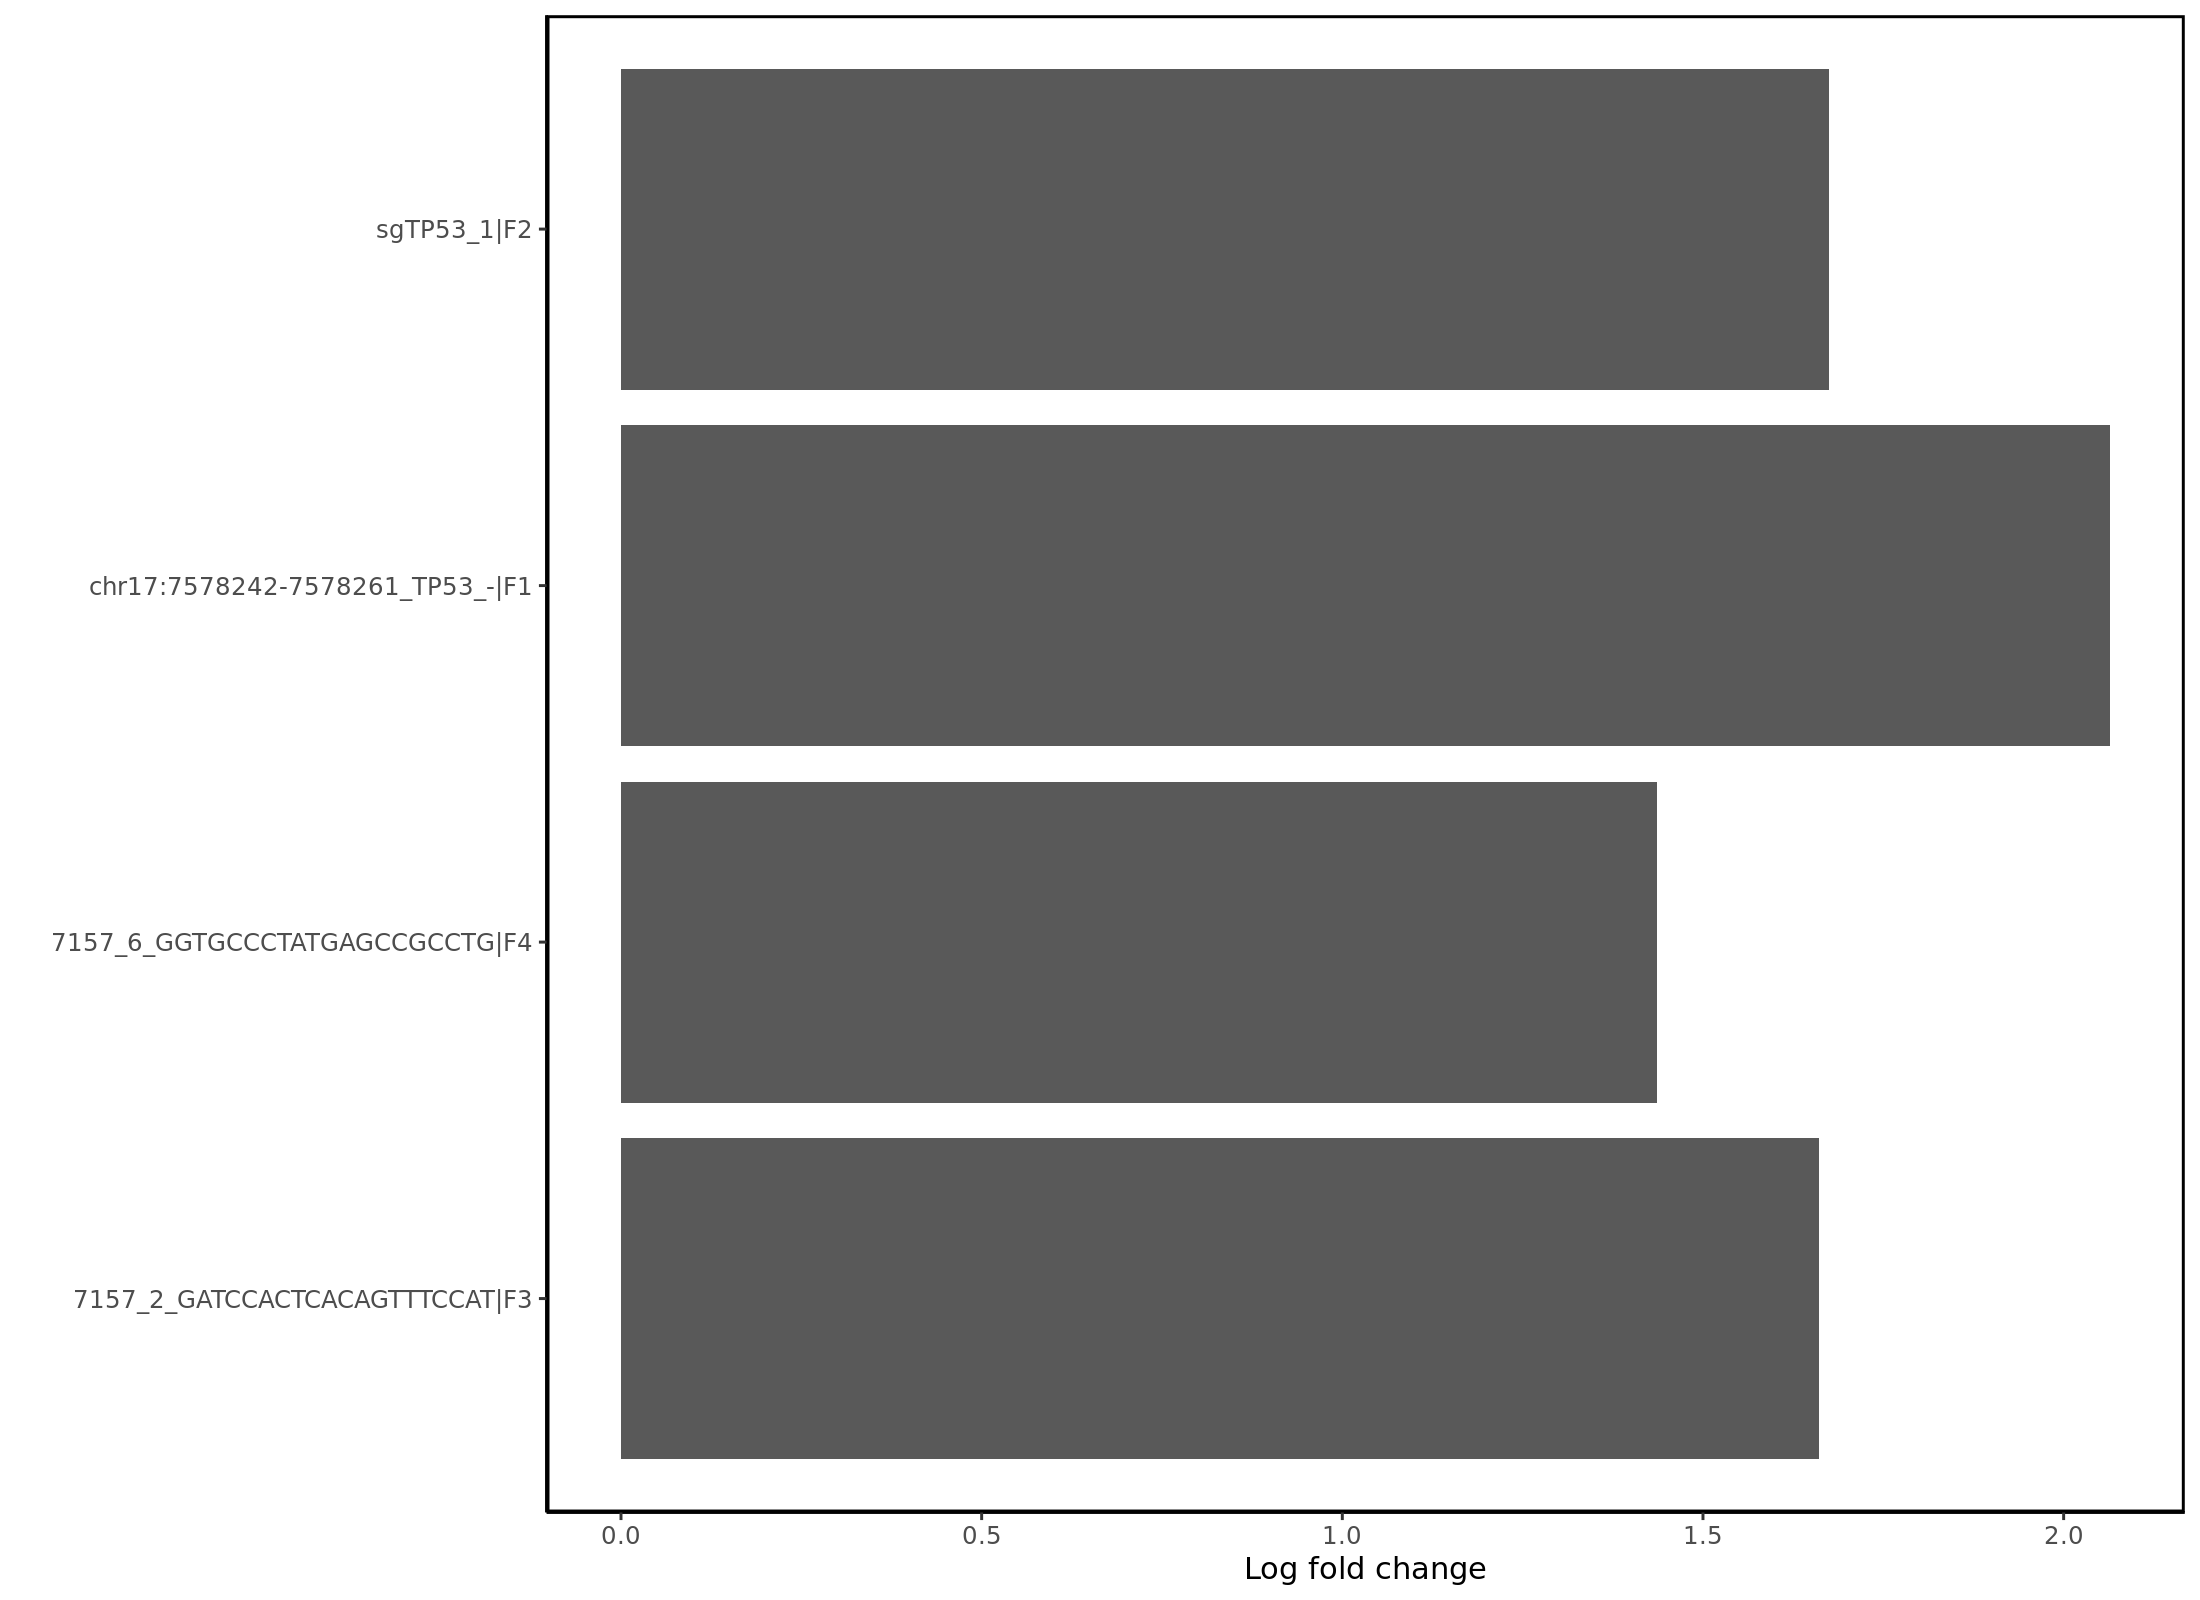 sgTP53_1|F2
chr17:7578242-7578261_TP53_-|F1
7157_6_GGTGCCCTATGAGCCGCCTG|F4
7157_2_GATCCACTCACAGTTTCCAT|F3
0.0 0.5 1.0 1.5 2.0
Log fold change